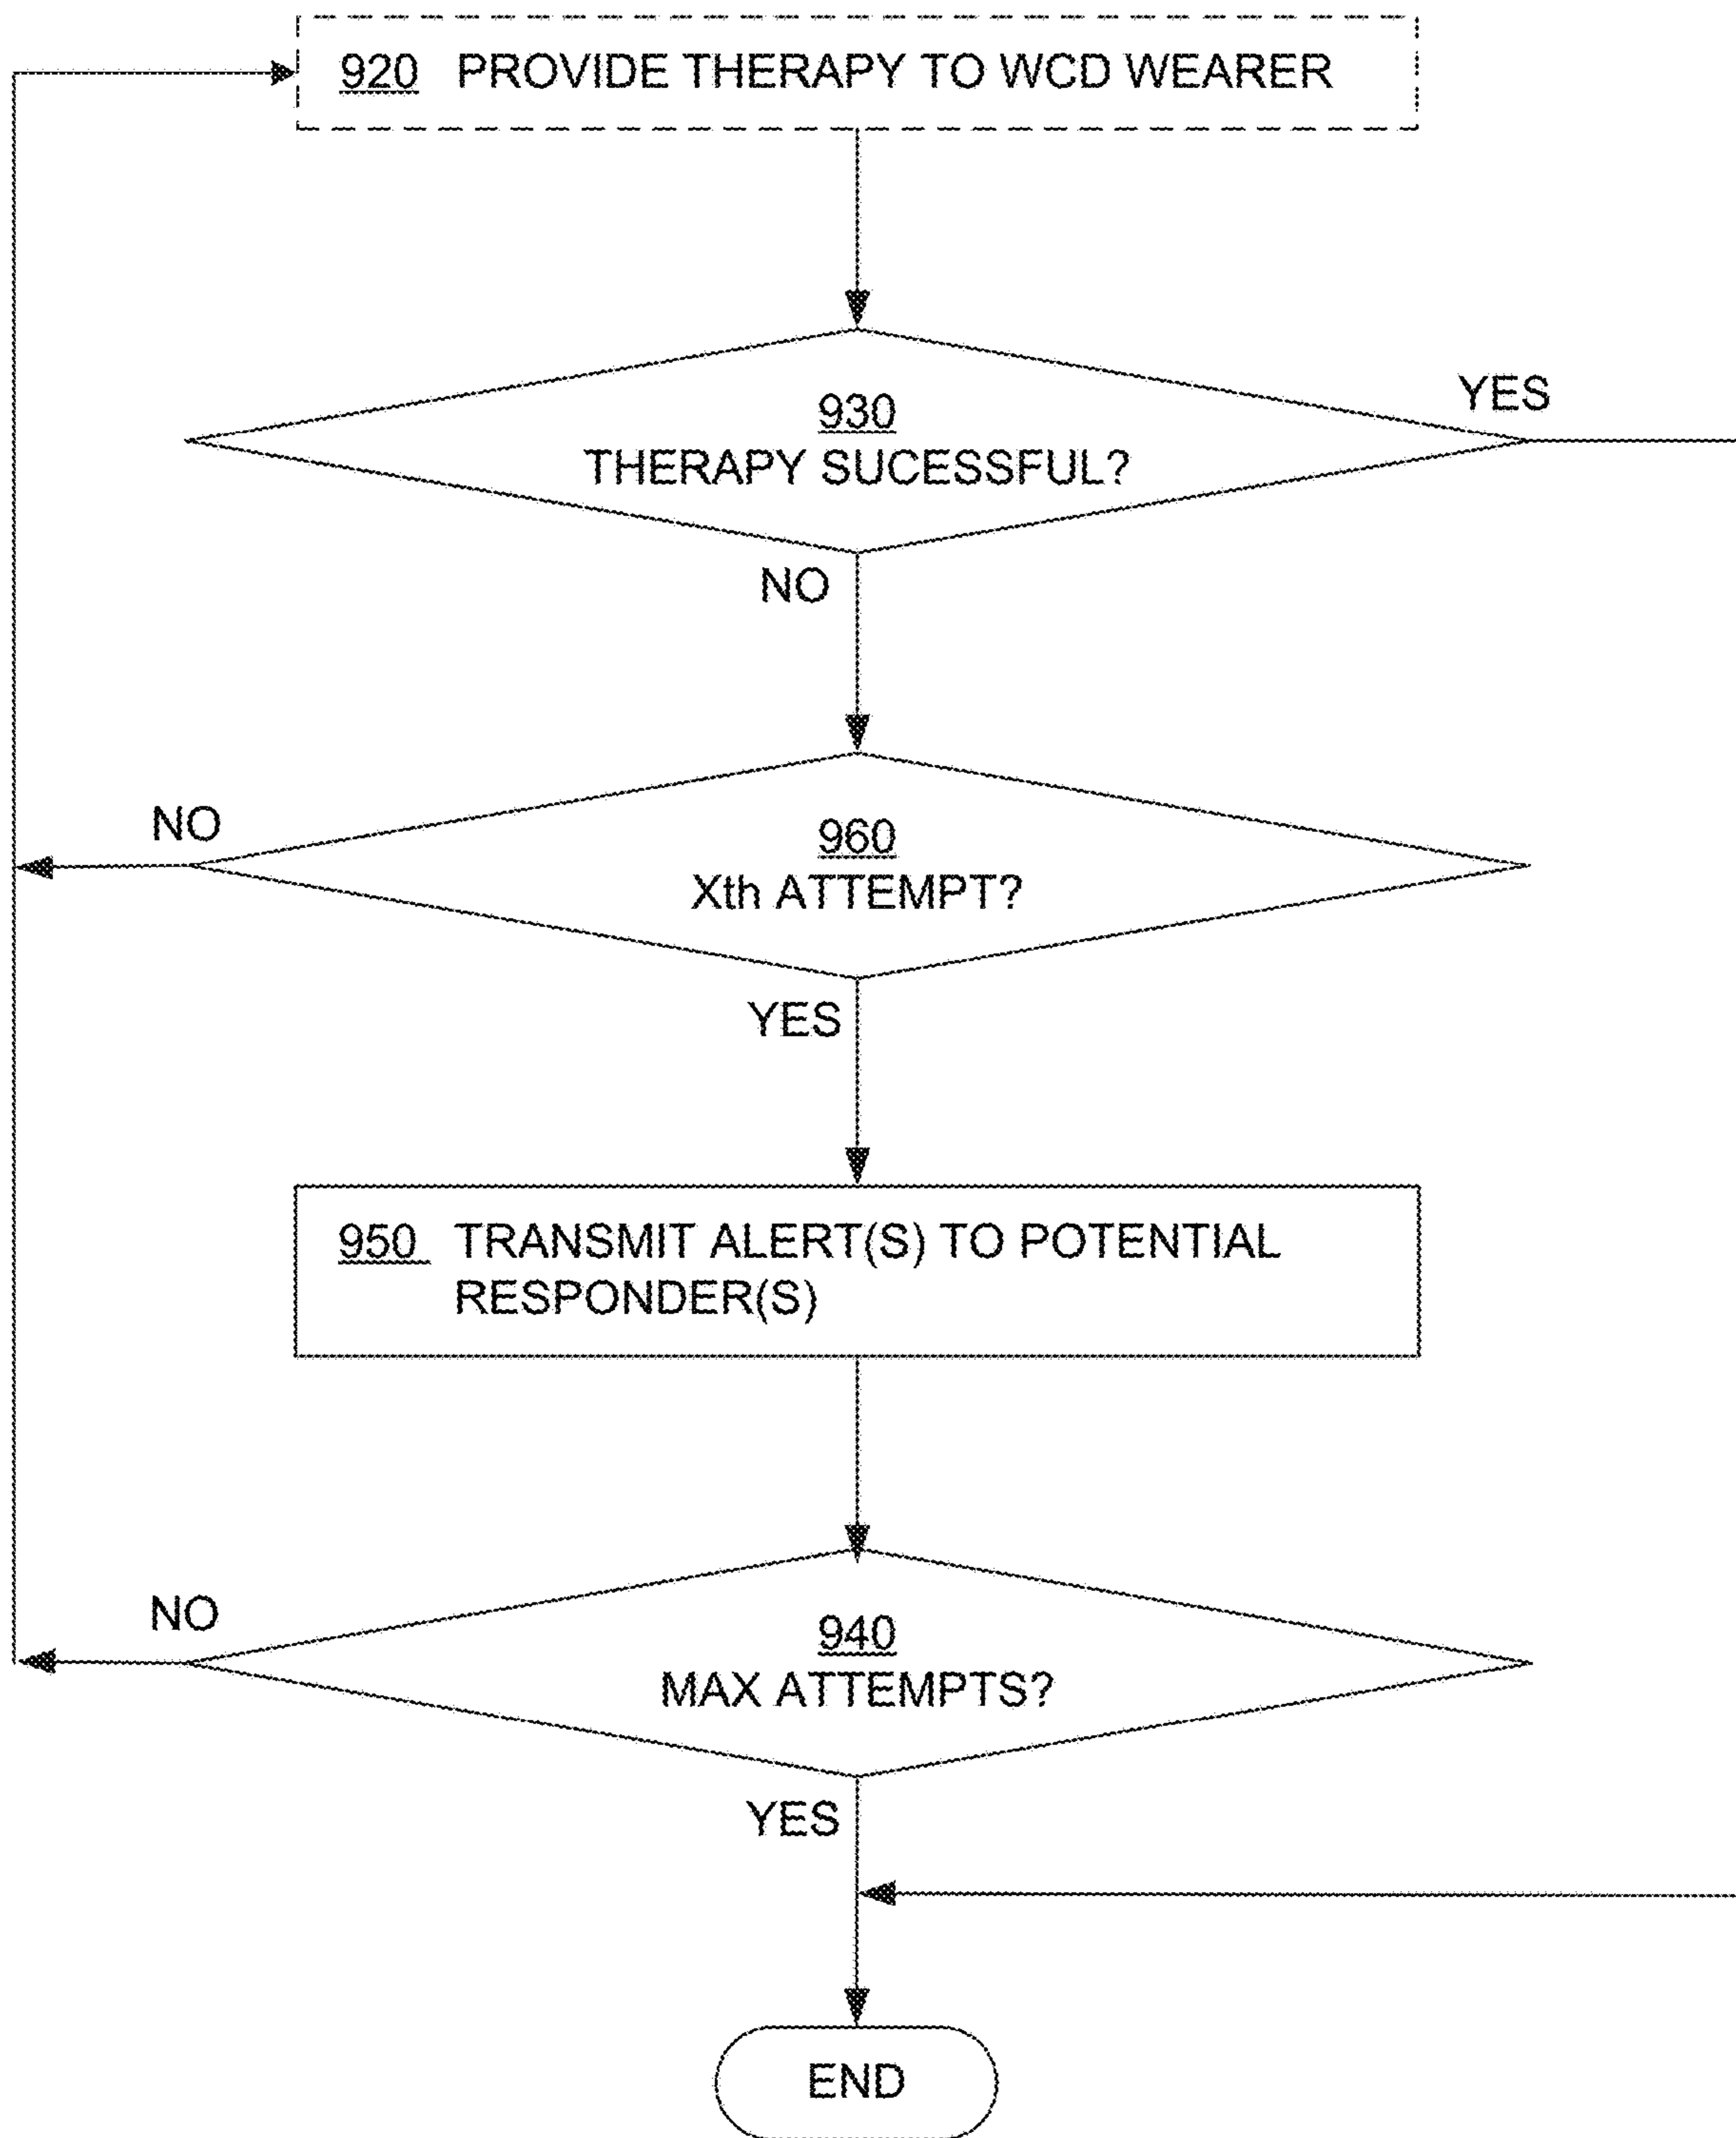 920 PROVIDE THERAPY TO WCD WEARER
930
THERAPY SUCESSFUL?
YES
NO
960
Xth ATTEMPT?
NO
YES
950 TRANSMIT ALERT(S) TO POTENTIAL
RESPONDER(S)
940
MAX ATTEMPTS?
NO
YES
END